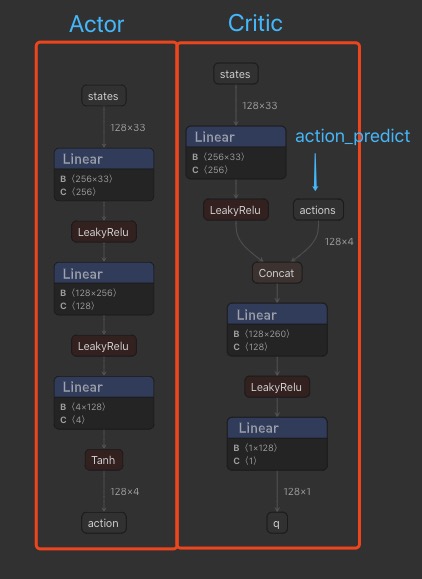 Actor
states
128×33
Linear
B ⟨256×33⟩
C ⟨256⟩
LeakyRelu
Linear
B ⟨128×256⟩
C ⟨128⟩
LeakyRelu
Linear
B ⟨4×128⟩
C ⟨4⟩
Tanh
128×4
action
Critic
states
128×33
Linear
B ⟨256×33⟩
C ⟨256⟩
action_predict
LeakyRelu
actions
128×4
Concat
Linear
B ⟨128×260⟩
C ⟨128⟩
LeakyRelu
Linear
B ⟨1×128⟩
C ⟨1⟩
128×1
q